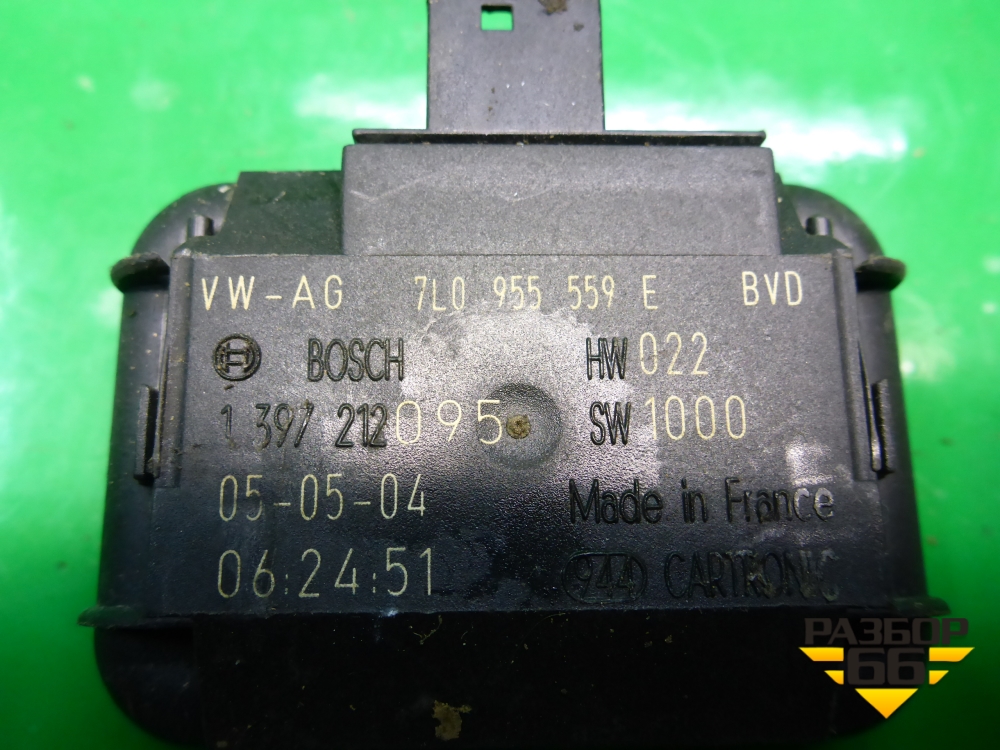 VW-AG 7L0 955 559 E BVD
BOSCH HW 022
1 397 212 095 SW 1000
05-05-04 Made in France
06:24:51 944 CARTRONIC
РАЗБОР
66